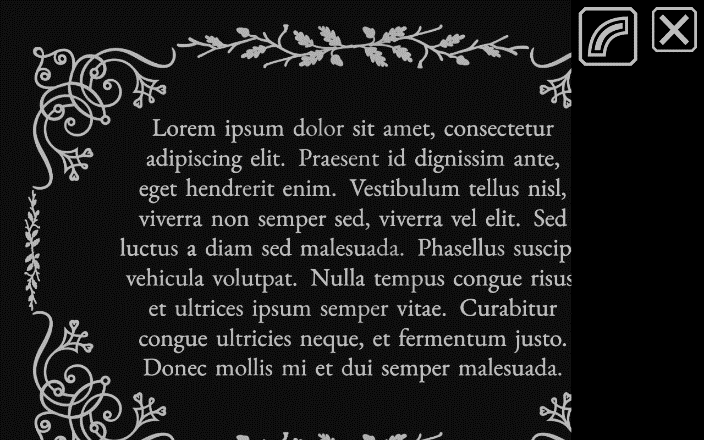 Lorem ipsum dolor sit amet, consectetur
adipiscing elit. Praesent id dignissim ante,
eget hendrerit enim. Vestibulum tellus nisl,
viverra non semper sed, viverra vel elit. Sed
luctus a diam sed malesuada. Phasellus suscip
vehicula volutpat. Nulla tempus congue risus
et ultrices ipsum semper vitae. Curabitur
congue ultricies neque, et fermentum justo.
Donec mollis mi et dui semper malesuada.